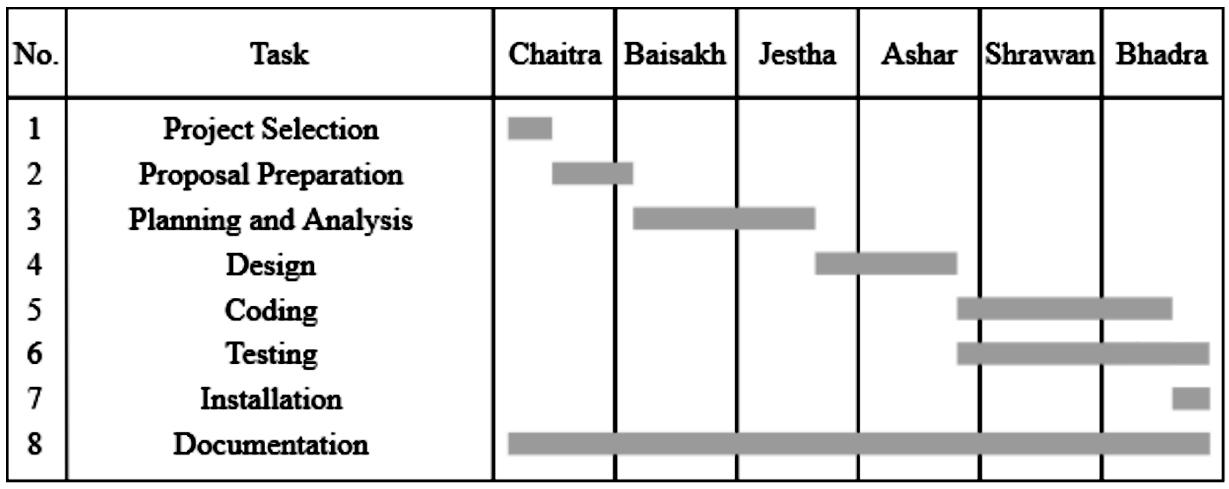 No. Task Chaitra Baisakh Jestha Ashar Shrawan Bhadra
1 Project Selection
2 Proposal Preparation
3 Planning and Analysis
4 Design
5 Coding
6 Testing
7 Installation
8 Documentation